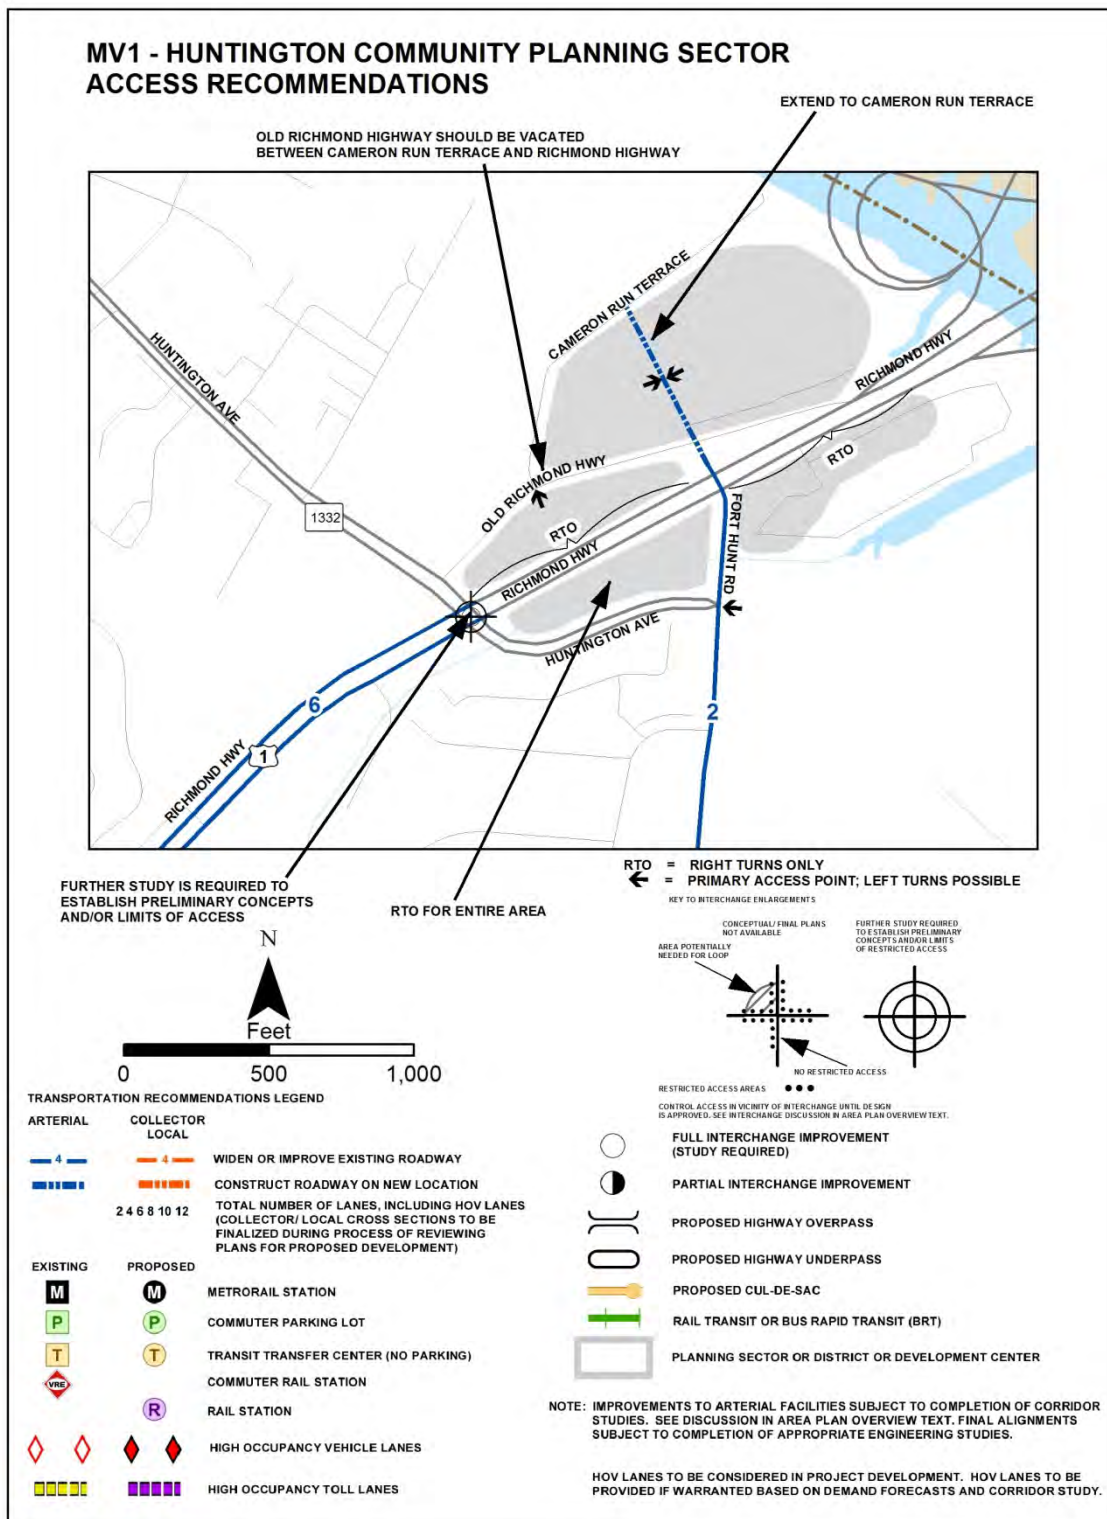 MV1 - HUNTINGTON COMMUNITY PLANNING SECTOR
ACCESS RECOMMENDATIONS
EXTEND TO CAMERON RUN TERRACE
OLD RICHMOND HIGHWAY SHOULD BE VACATED
BETWEEN CAMERON RUN TERRACE AND RICHMOND HIGHWAY
CAMERON RUN TERRACE
HUNTINGTON AVE
RICHMOND HWY
RTO
OLD RICHMOND HWY
1332
RTO
FORT HUNT RD
RICHMOND HWY
HUNTINGTON AVE
6
2
RICHMOND HWY
1
FURTHER STUDY IS REQUIRED TO
ESTABLISH PRELIMINARY CONCEPTS
AND/OR LIMITS OF ACCESS
RTO FOR ENTIRE AREA
RTO = RIGHT TURNS ONLY
= PRIMARY ACCESS POINT; LEFT TURNS POSSIBLE
KEY TO INTERCHANGE ENLARGEMENTS
CONCEPTUAL/ FINAL PLANS
NOT AVAILABLE
FURTHER STUDY REQUIRED
TO ESTABLISH PRELIMINARY
CONCEPTS AND/OR LIMITS
OF RESTRICTED ACCESS
AREA POTENTIALLY
NEEDED FOR LOOP
NO RESTRICTED ACCESS
RESTRICTED ACCESS AREAS
CONTROL ACCESS IN VICINITY OF INTERCHANGE UNTIL DESIGN
IS APPROVED. SEE INTERCHANGE DISCUSSION IN AREA PLAN OVERVIEW TEXT.
N
Feet
0 500 1,000
TRANSPORTATION RECOMMENDATIONS LEGEND
ARTERIAL COLLECTOR
LOCAL
4 4 WIDEN OR IMPROVE EXISTING ROADWAY
CONSTRUCT ROADWAY ON NEW LOCATION
2 4 6 8 10 12 TOTAL NUMBER OF LANES, INCLUDING HOV LANES
(COLLECTOR/ LOCAL CROSS SECTIONS TO BE
FINALIZED DURING PROCESS OF REVIEWING
PLANS FOR PROPOSED DEVELOPMENT)
EXISTING PROPOSED
M M METRORAIL STATION
P P COMMUTER PARKING LOT
T T TRANSIT TRANSFER CENTER (NO PARKING)
VRE COMMUTER RAIL STATION
R RAIL STATION
HIGH OCCUPANCY VEHICLE LANES
HIGH OCCUPANCY TOLL LANES
FULL INTERCHANGE IMPROVEMENT
(STUDY REQUIRED)
PARTIAL INTERCHANGE IMPROVEMENT
PROPOSED HIGHWAY OVERPASS
PROPOSED HIGHWAY UNDERPASS
PROPOSED CUL-DE-SAC
RAIL TRANSIT OR BUS RAPID TRANSIT (BRT)
PLANNING SECTOR OR DISTRICT OR DEVELOPMENT CENTER
NOTE: IMPROVEMENTS TO ARTERIAL FACILITIES SUBJECT TO COMPLETION OF CORRIDOR
STUDIES. SEE DISCUSSION IN AREA PLAN OVERVIEW TEXT. FINAL ALIGNMENTS
SUBJECT TO COMPLETION OF APPROPRIATE ENGINEERING STUDIES.
HOV LANES TO BE CONSIDERED IN PROJECT DEVELOPMENT. HOV LANES TO BE
PROVIDED IF WARRANTED BASED ON DEMAND FORECASTS AND CORRIDOR STUDY.